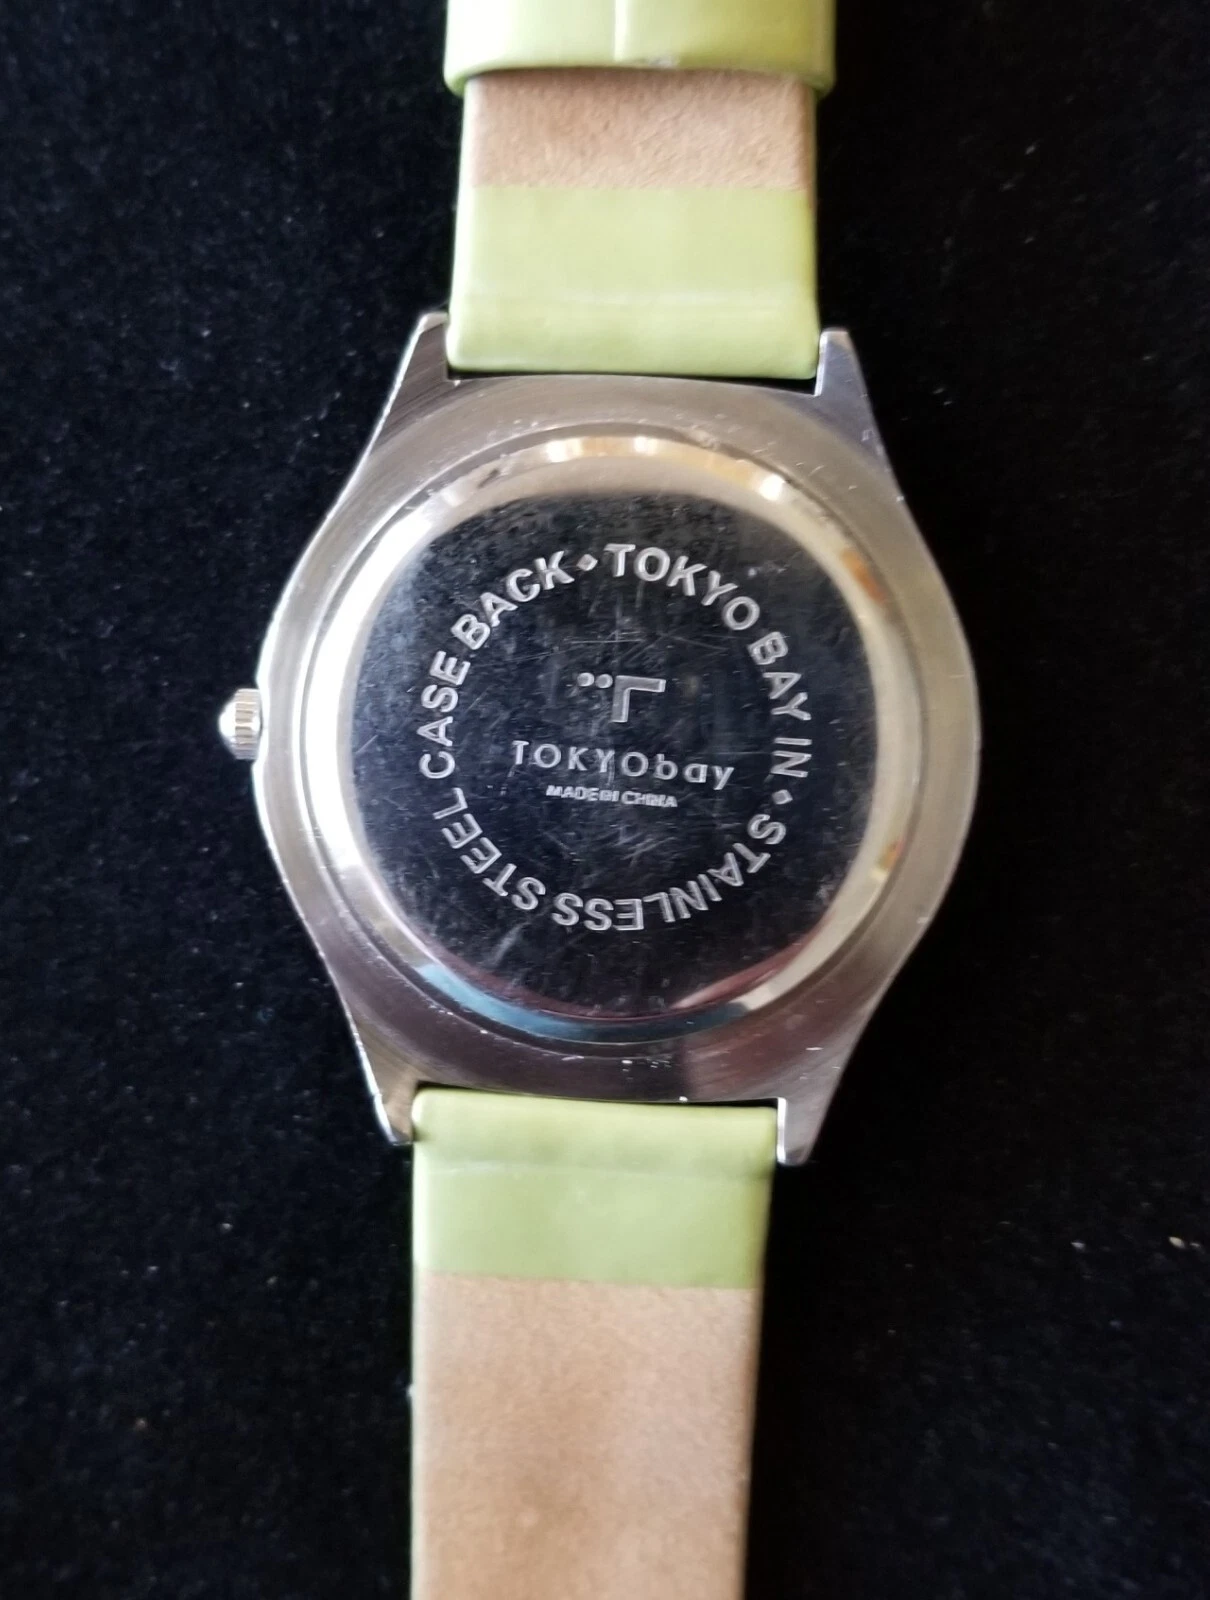 TOKYO BAY IN • STAINLESS STEEL CASE BACK •
TOKYObay
MADE IN CHINA